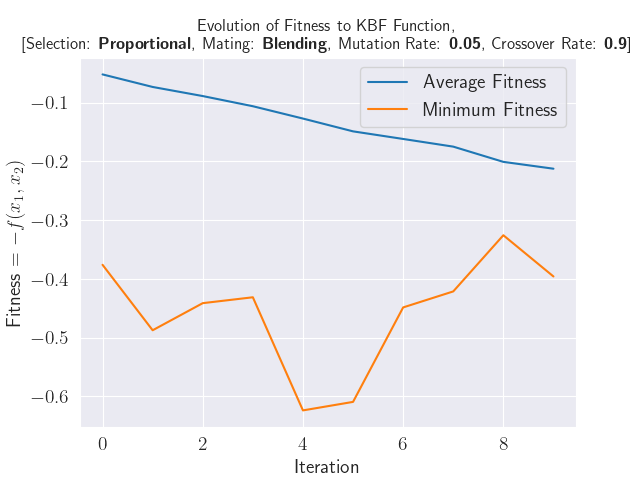 Evolution of Fitness to KBF Function,
[Selection: Proportional, Mating: Blending, Mutation Rate: 0.05, Crossover Rate: 0.9]
Average Fitness
Minimum Fitness
Fitness = −f(x₁, x₂)
−0.1
−0.2
−0.3
−0.4
−0.5
−0.6
0 2 4 6 8
Iteration